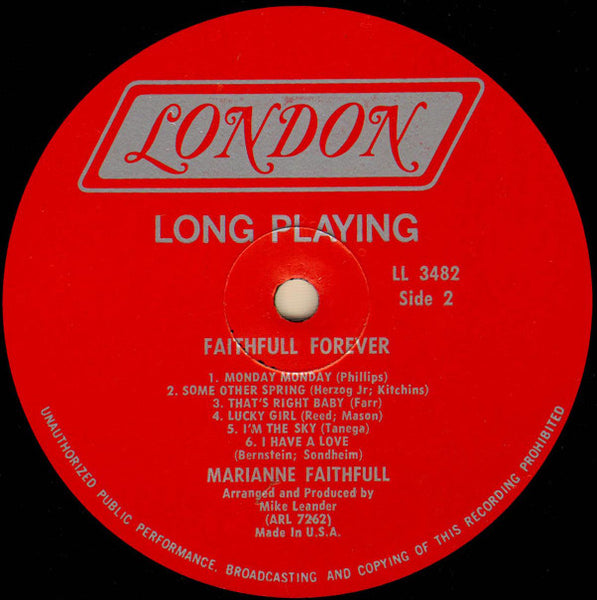 LONDON
LONG PLAYING
LL 3482
Side 2
FAITHFULL FOREVER
1. MONDAY MONDAY (Phillips)
2. SOME OTHER SPRING (Herzog Jr; Kitchins)
3. THAT'S RIGHT BABY (Farr)
4. LUCKY GIRL (Reed; Mason)
5. I'M THE SKY (Tanega)
6. I HAVE A LOVE
(Bernstein; Sondheim)
MARIANNE FAITHFULL
Arranged and Produced by
Mike Leander
(ARL 7262)
Made in U.S.A.
UNAUTHORIZED PUBLIC PERFORMANCE, BROADCASTING AND COPYING OF THIS RECORDING PROHIBITED